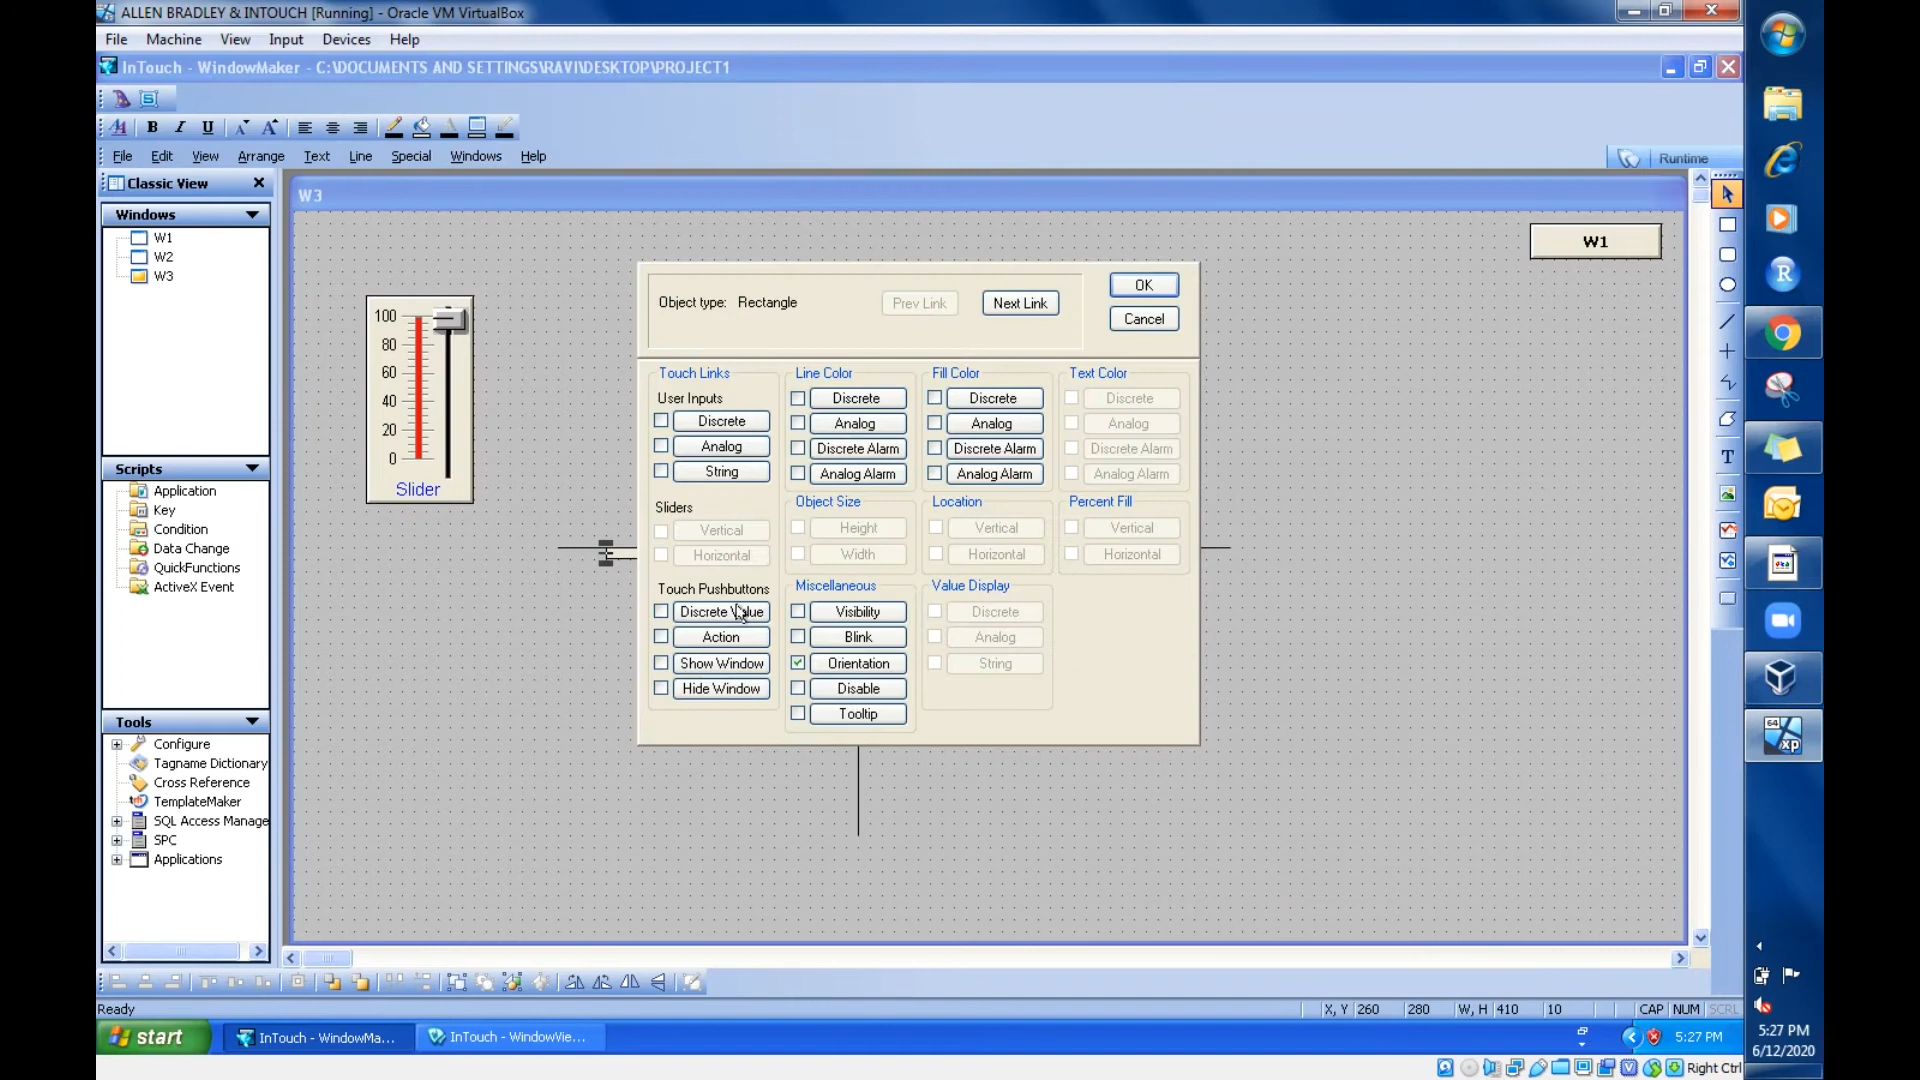 ALLEN BRADLEY & INTOUCH [Running] - Oracle VM VirtualBox
File Machine View Input Devices Help
InTouch - WindowMaker - C:\DOCUMENTS AND SETTINGS\RAVI\DESKTOP\PROJECT1
B I U A A
File Edit View Arrange Text Line Special Windows Help
Runtime
Classic View
Windows
W1
W2
W3
Scripts
Application
Key
Condition
Data Change
QuickFunctions
ActiveX Event
Tools
Configure
Tagname Dictionary
Cross Reference
TemplateMaker
SQL Access Manage
SPC
Applications
W3
W1
100
80
60
40
20
0
Slider
Object type: Rectangle
Prev Link
Next Link
OK
Cancel
Touch Links
User Inputs
Discrete
Analog
String
Sliders
Vertical
Horizontal
Touch Pushbuttons
Discrete Value
Action
Show Window
Hide Window
Line Color
Discrete
Analog
Discrete Alarm
Analog Alarm
Object Size
Height
Width
Miscellaneous
Visibility
Blink
Orientation
Disable
Tooltip
Fill Color
Discrete
Analog
Discrete Alarm
Analog Alarm
Location
Vertical
Horizontal
Value Display
Discrete
Analog
String
Text Color
Discrete
Analog
Discrete Alarm
Analog Alarm
Percent Fill
Vertical
Horizontal
T
Ready
X, Y 260 280 W, H 410 10 CAP NUM SCRL
start
InTouch - WindowMa...
InTouch - WindowVie...
5:27 PM
Right Ctrl
R
64
xp
5:27 PM
6/12/2020